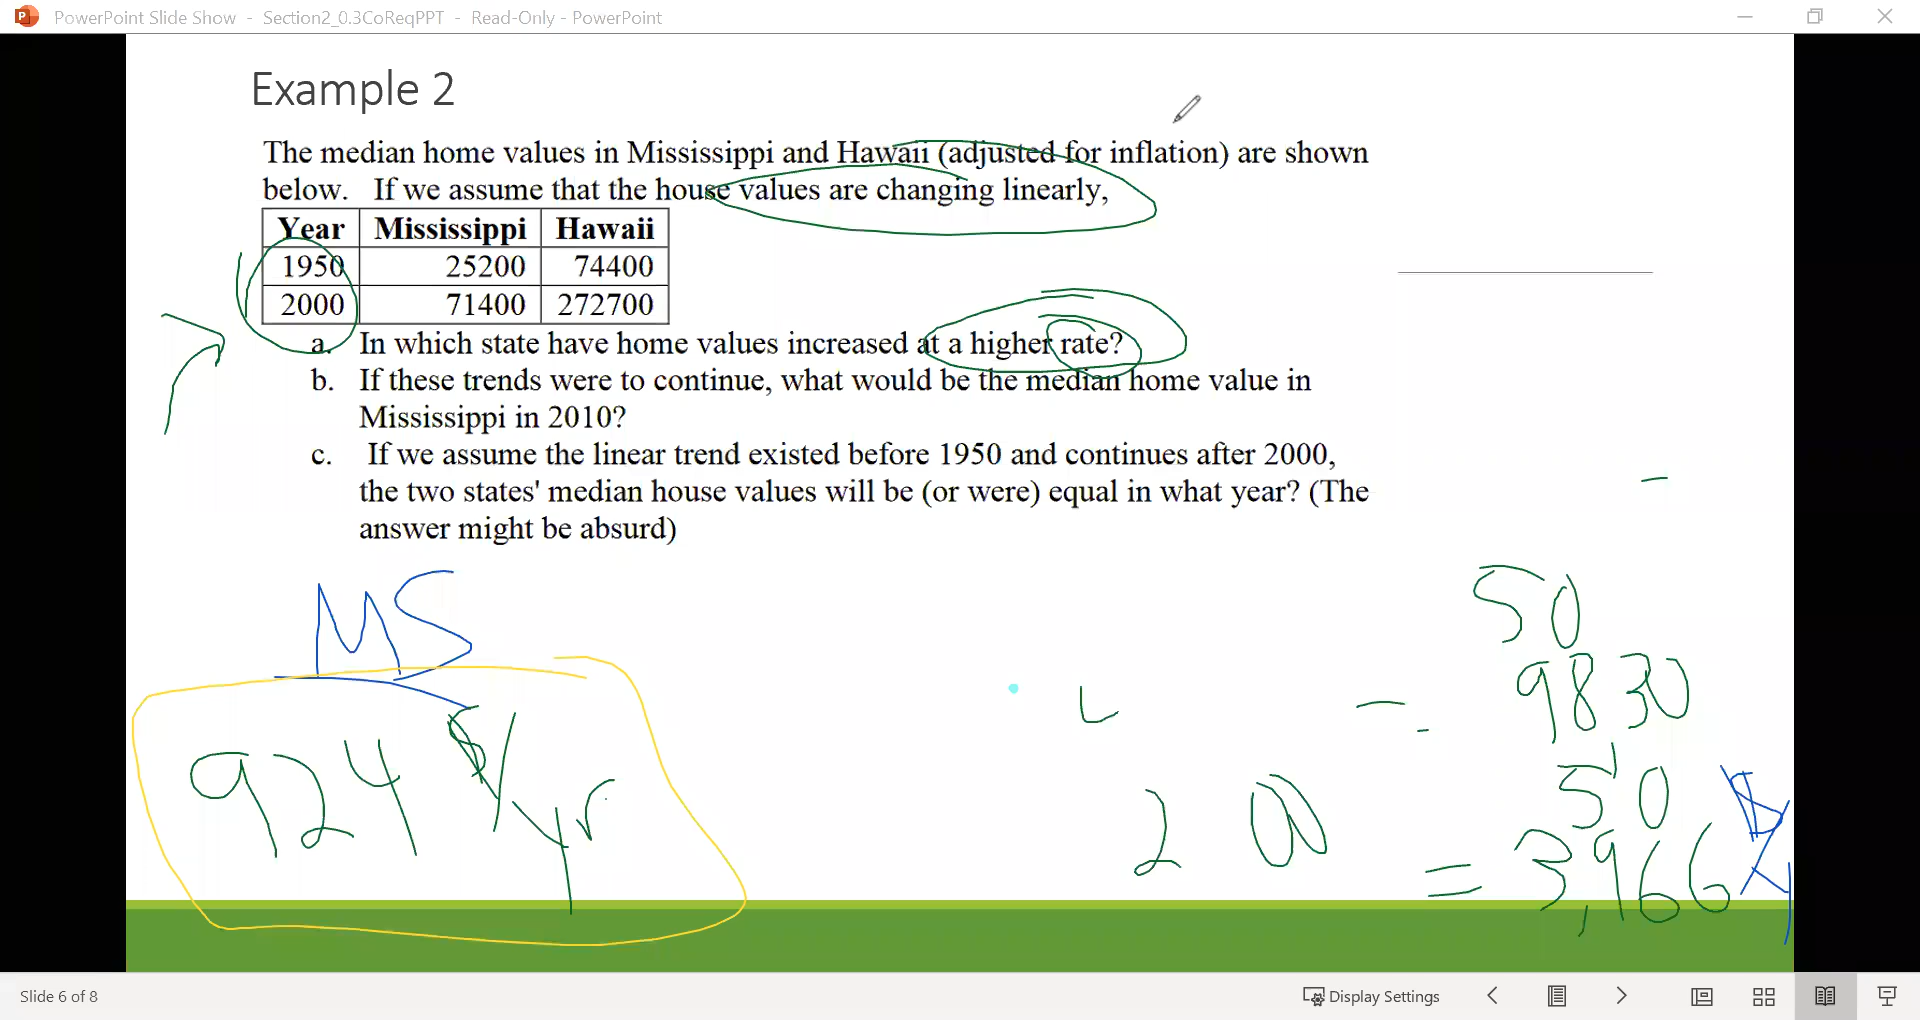 PowerPoint Slide Show - Section2_0.3CoReqPPT - Read-Only - PowerPoint
Example 2
The median home values in Mississippi and Hawaii (adjusted for inflation) are shown
below. If we assume that the house values are changing linearly,
Year Mississippi Hawaii
1950 25200 74400
2000 71400 272700
a. In which state have home values increased at a higher rate?
b. If these trends were to continue, what would be the median home value in
Mississippi in 2010?
c. If we assume the linear trend existed before 1950 and continues after 2000,
the two states' median house values will be (or were) equal in what year? (The
answer might be absurd)
MS
924 $/yr
50
9830
50
= 3,966 $/
Slide 6 of 8
Display Settings